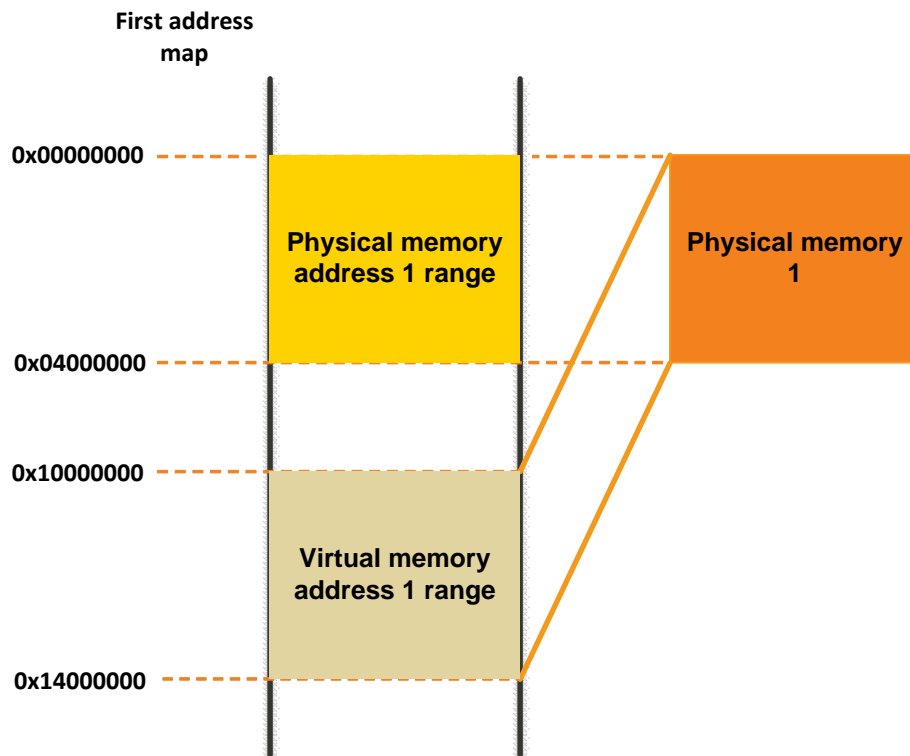 First address
map
0x00000000
Physical memory
address 1 range
Physical memory
1
0x04000000
0x10000000
Virtual memory
address 1 range
0x14000000